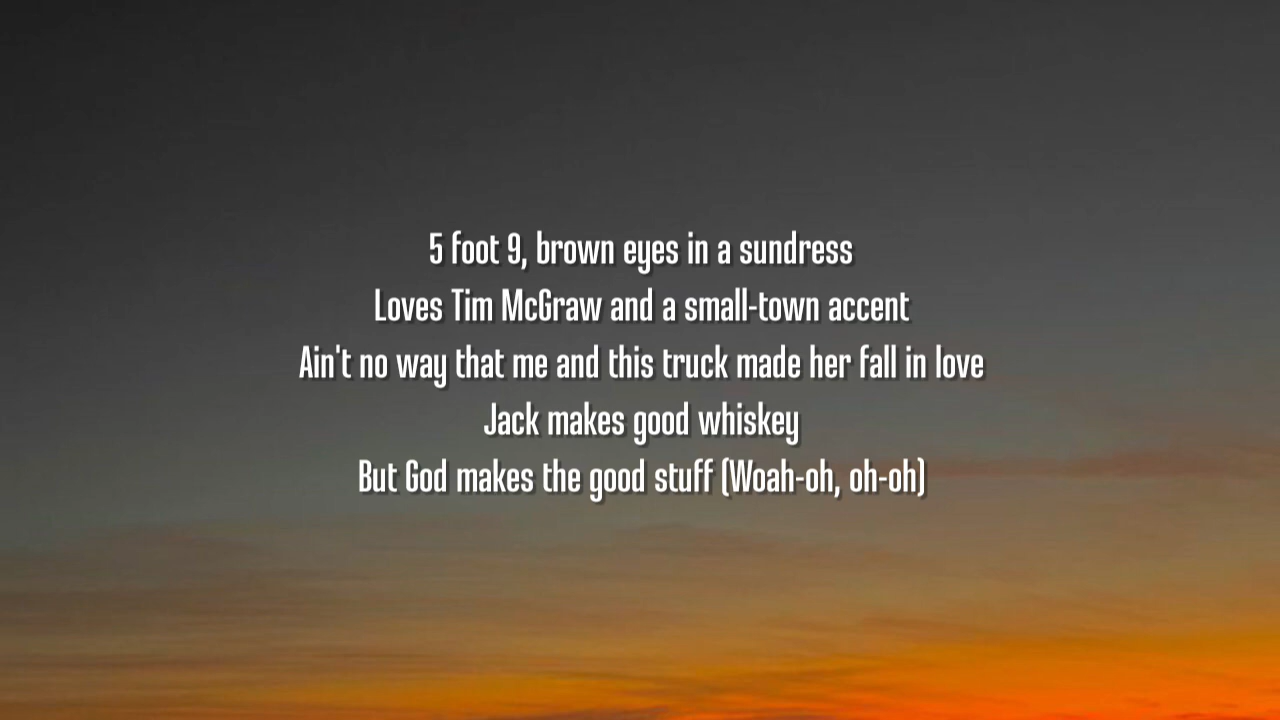 5 foot 9, brown eyes in a sundress
Loves Tim McGraw and a small-town accent
Ain't no way that me and this truck made her fall in love
Jack makes good whiskey
But God makes the good stuff (Woah-oh, oh-oh)